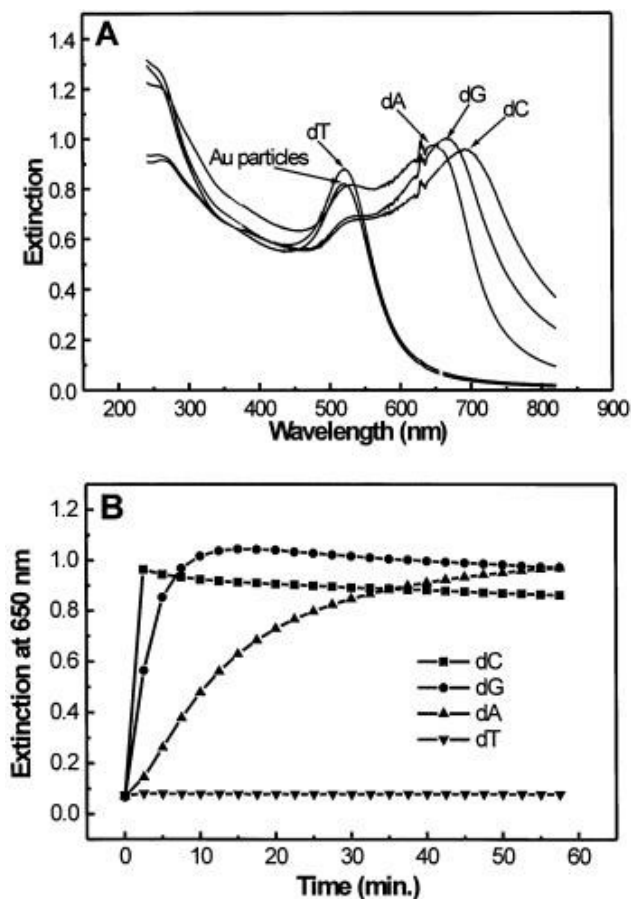 A
1.4
1.2
1.0
0.8
0.6
0.4
0.2
0.0
Extinction
dT
Au particles
dA
dG
dC
200 300 400 500 600 700 800 900
Wavelength (nm)
B
1.2
1.0
0.8
0.6
0.4
0.2
0.0
Extinction at 650 nm
dC
dG
dA
dT
0 10 20 30 40 50 60
Time (min.)